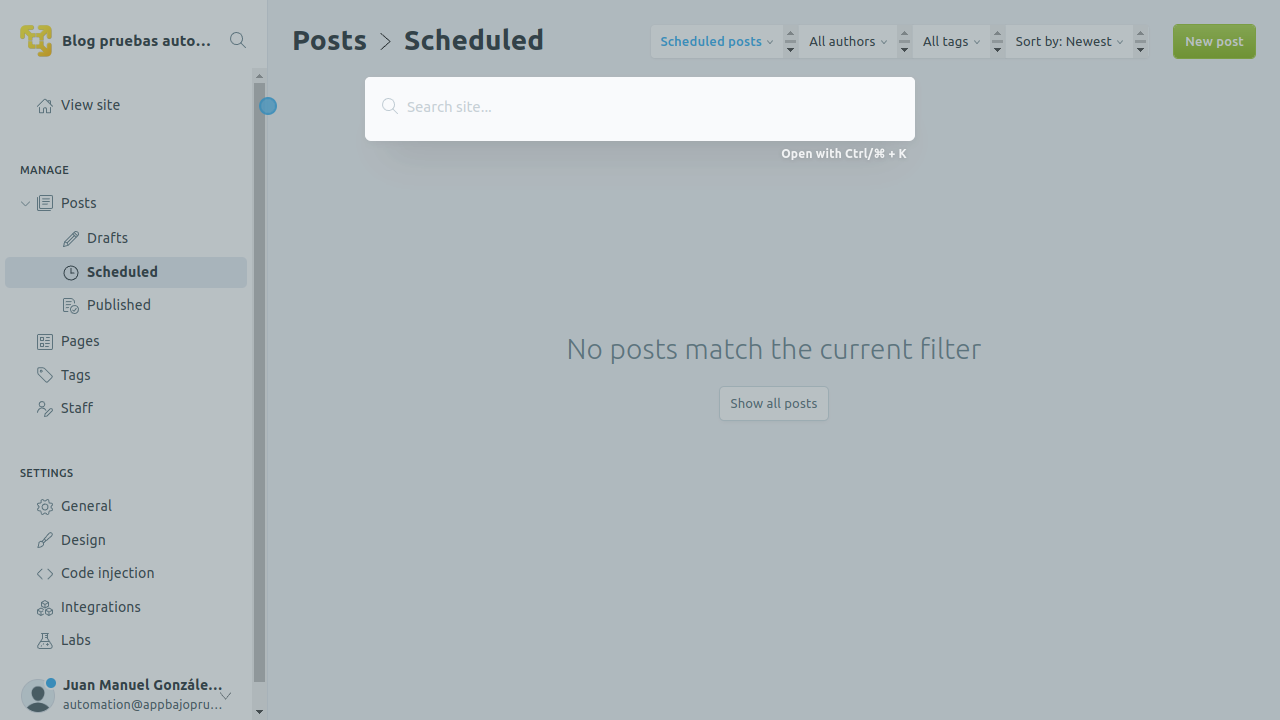 Blog pruebas auto...
View site
MANAGE
Posts
Drafts
Scheduled
Published
Pages
Tags
Staff
SETTINGS
General
Design
Code injection
Integrations
Labs
Juan Manuel Gonzále...
automation@appbajopru...
Posts > Scheduled
Scheduled posts
All authors
All tags
Sort by: Newest
New post
Search site...
Open with Ctrl/⌘ + K
No posts match the current filter
Show all posts